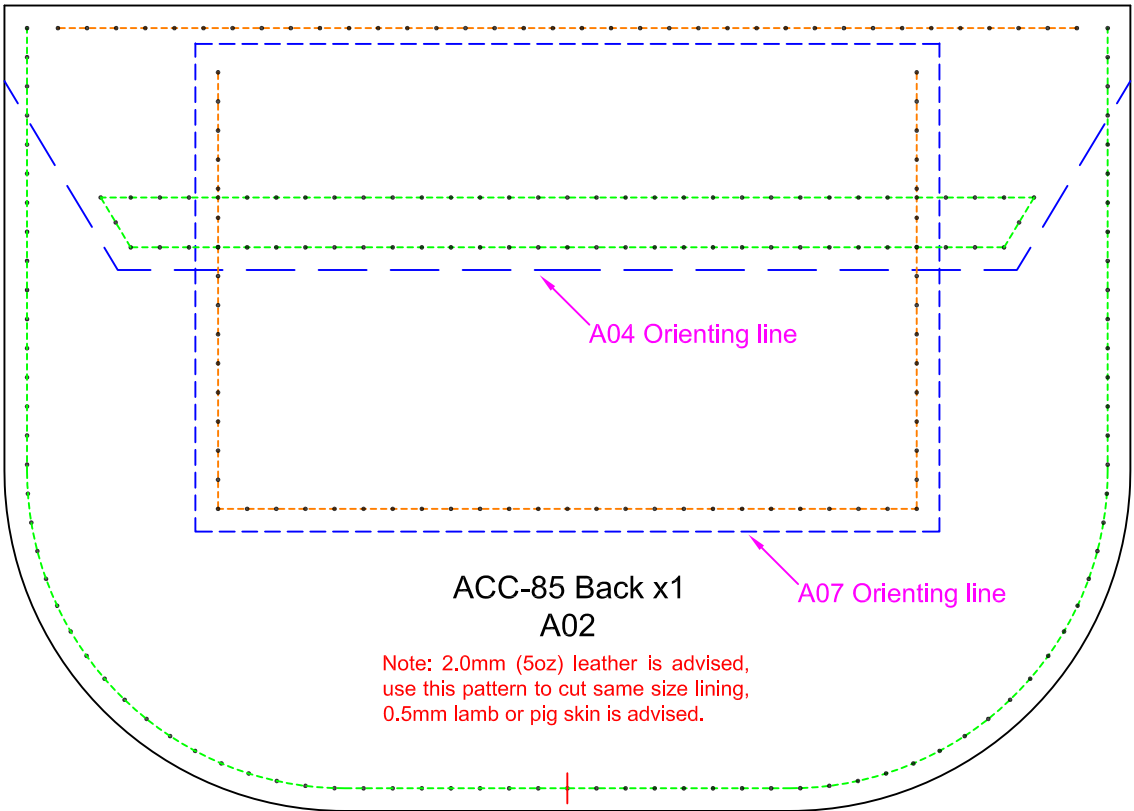 A04 Orienting line
ACC-85 Back x1
A07 Orienting line
A02
Note: 2.0mm (5oz) leather is advised,
use this pattern to cut same size lining,
0.5mm lamb or pig skin is advised.